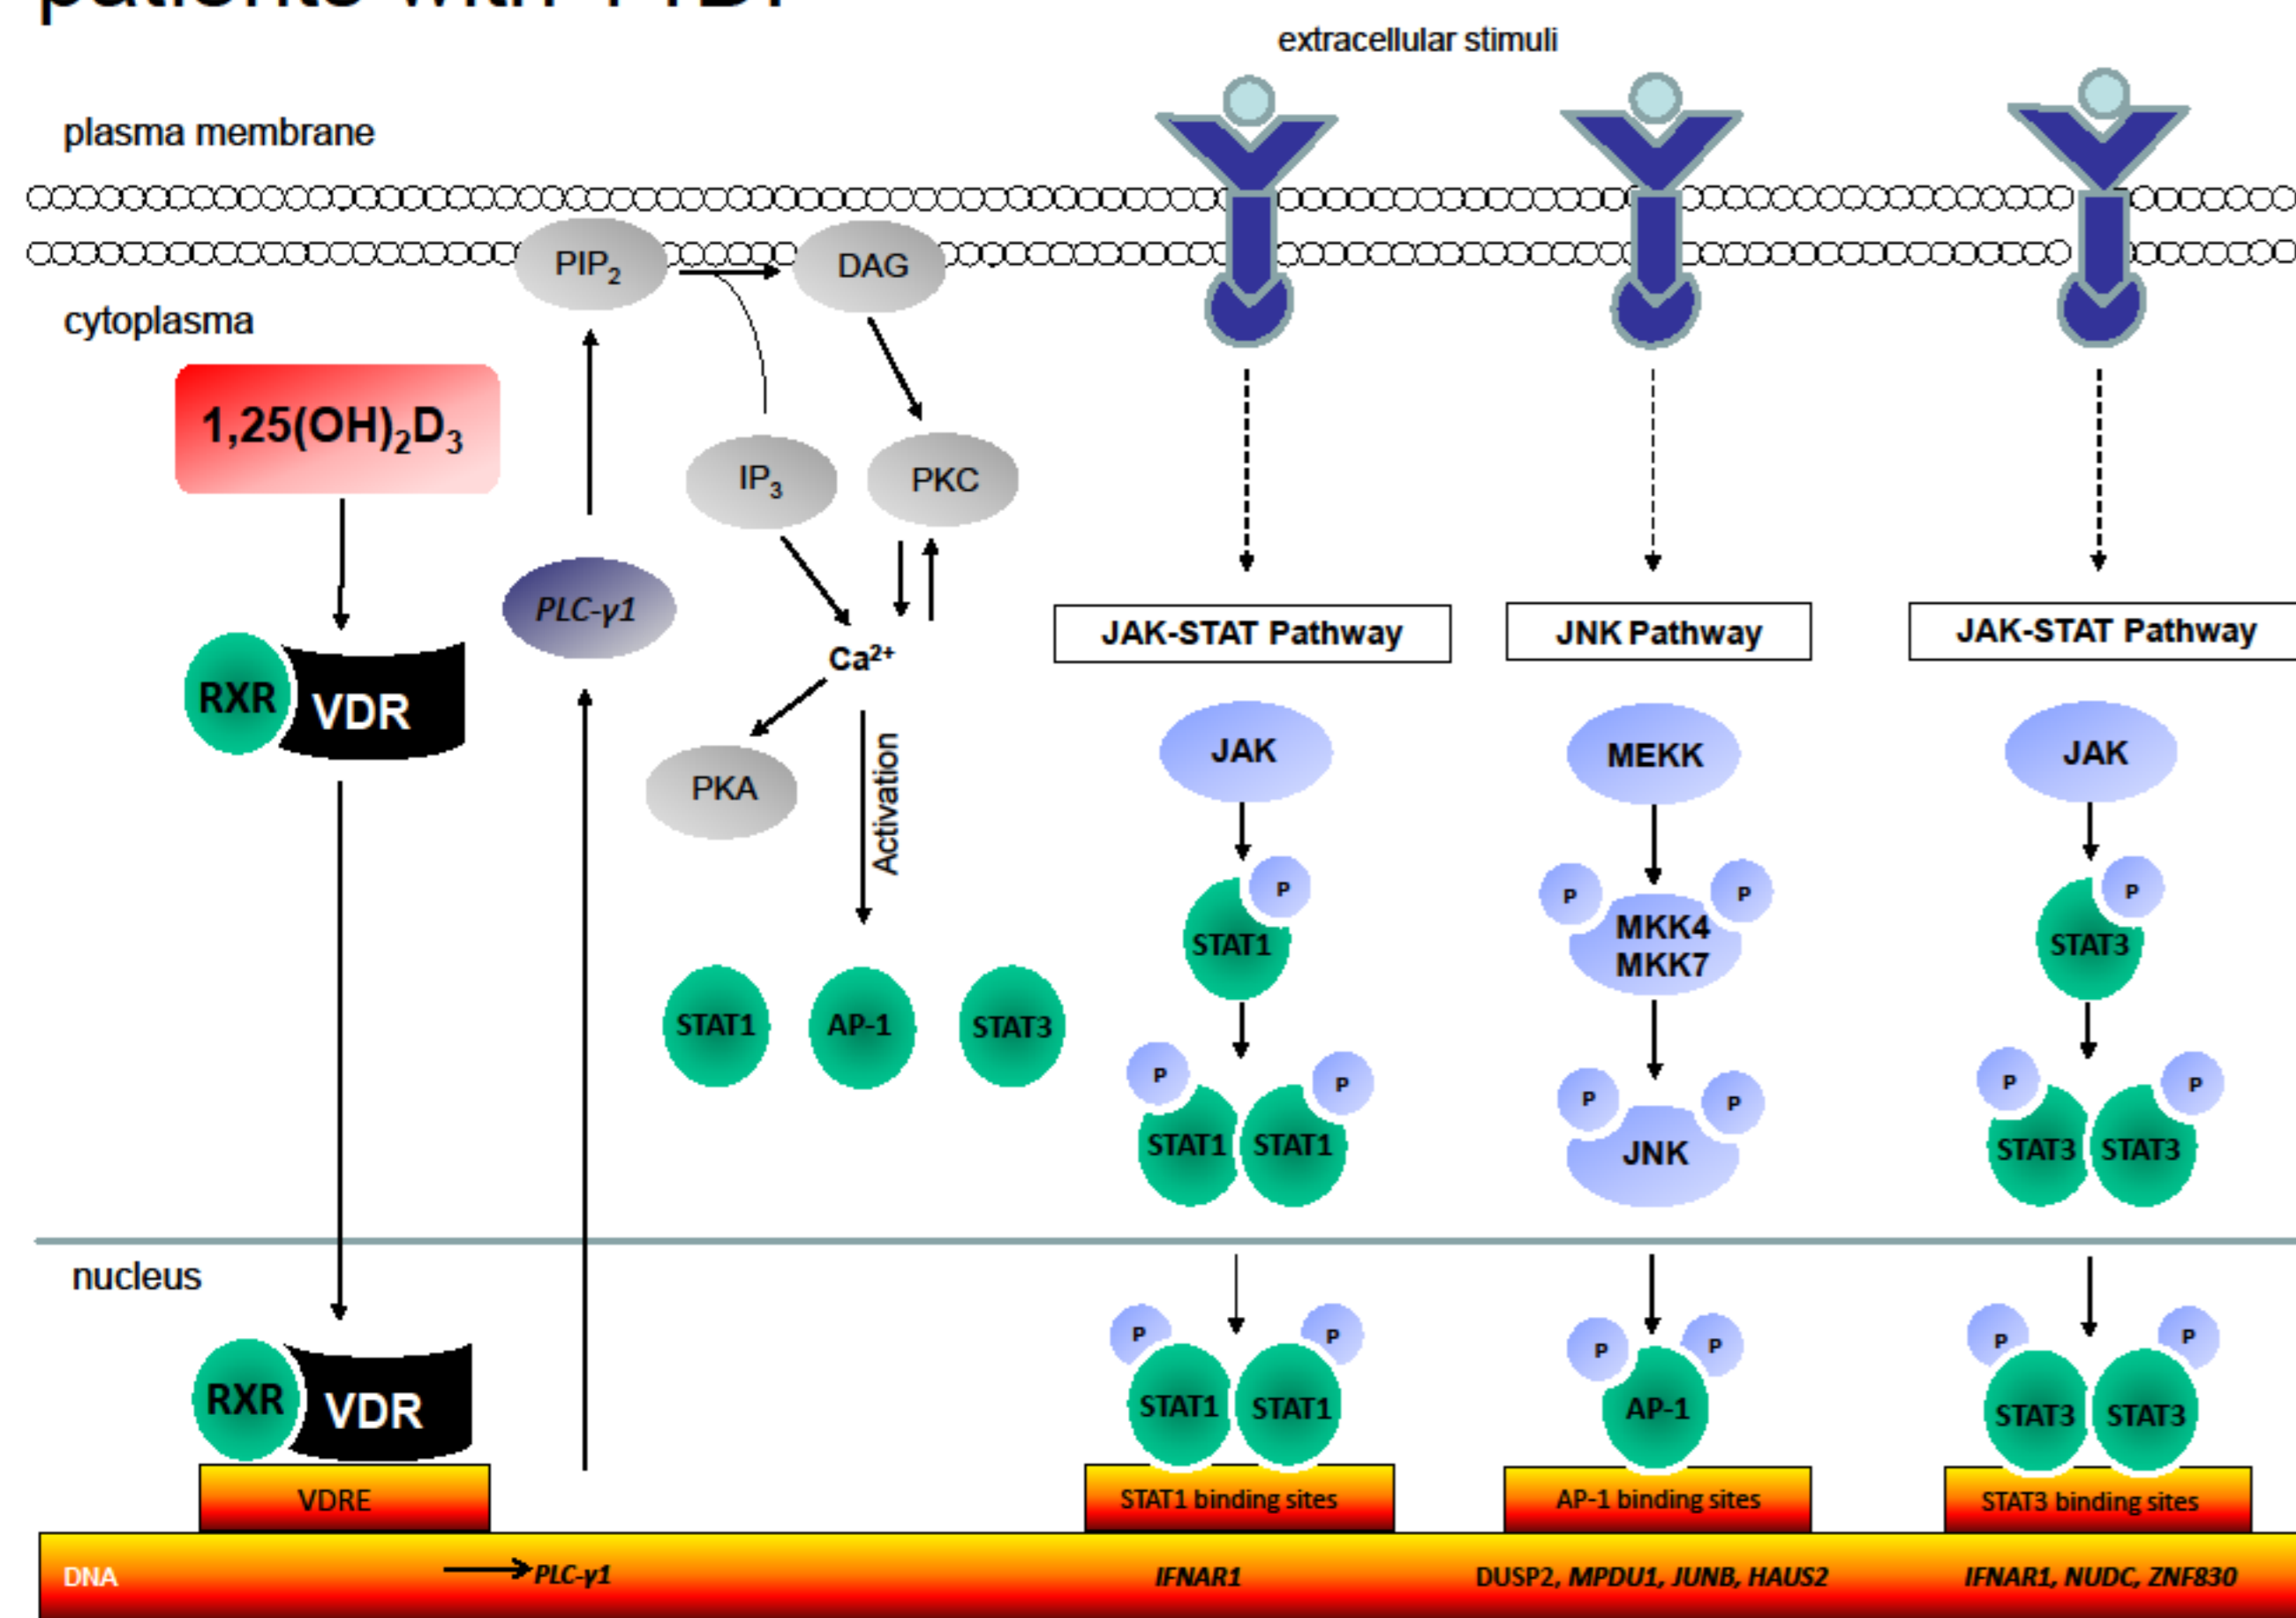 patients with T1D.
extracellular stimuli
plasma membrane
PIP2
DAG
cytoplasma
1,25(OH)2D3
IP3
PKC
PLC-γ1
JAK-STAT Pathway
JNK Pathway
JAK-STAT Pathway
Ca2+
RXR
VDR
JAK
MEKK
JAK
PKA
Activation
P
P
P
P
STAT1
MKK4
MKK7
STAT3
STAT1
AP-1
STAT3
P
P
P
P
P
P
STAT1
STAT1
JNK
STAT3
STAT3
nucleus
P
P
P
P
P
P
RXR
VDR
STAT1
STAT1
AP-1
STAT3
STAT3
VDRE
STAT1 binding sites
AP-1 binding sites
STAT3 binding sites
DNA
PLC-γ1
IFNAR1
DUSP2, MPDU1, JUNB, HAUS2
IFNAR1, NUDC, ZNF830